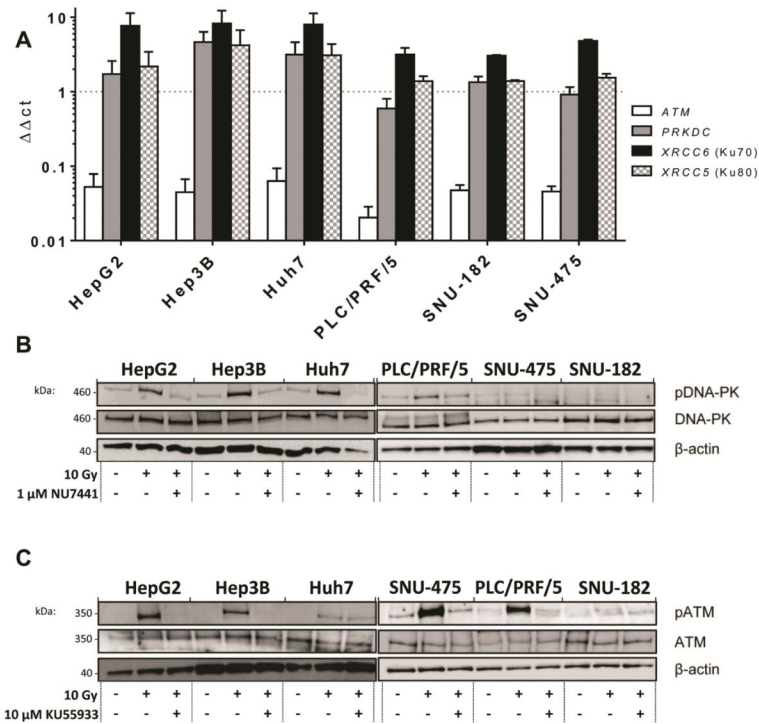 A
ΔΔct
10
1
0.1
0.01
HepG2
Hep3B
Huh7
PLC/PRF/5
SNU-182
SNU-475
ATM
PRKDC
XRCC6 (Ku70)
XRCC5 (Ku80)
B
HepG2 Hep3B Huh7 PLC/PRF/5 SNU-475 SNU-182
kDa: 460 pDNA-PK
460 DNA-PK
40 β-actin
10 Gy - + + - + + - + + - + + - + + - + +
1 μM NU7441 - - + - - + - - + - - + - - + - - +
C
HepG2 Hep3B Huh7 SNU-475 PLC/PRF/5 SNU-182
kDa: 350 pATM
350 ATM
40 β-actin
10 Gy - + + - + + - + + - + + - + + - + +
10 μM KU55933 - - + - - + - - + - - + - - + - - +